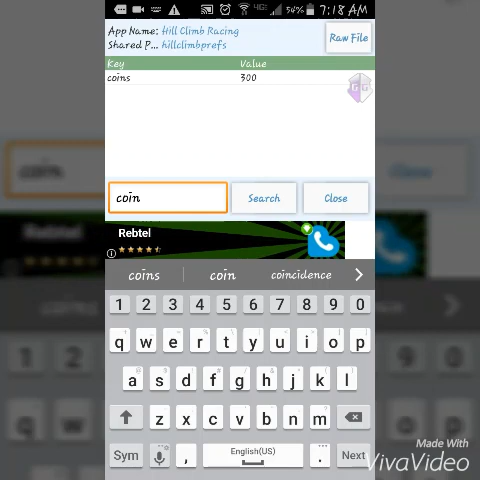 4G 54% 7:18 AM
App Name: Hill Climb Racing
Shared P... hillclimbprefs
Raw File
Key Value
coins 300
coin Search Close
Rebtel
coins coin coincidence
1 2 3 4 5 6 7 8 9 0
q w e r t y u i o p
a s d f g h j k l
z x c v b n m
Sym , English(US) . Next
Made With
VivaVideo